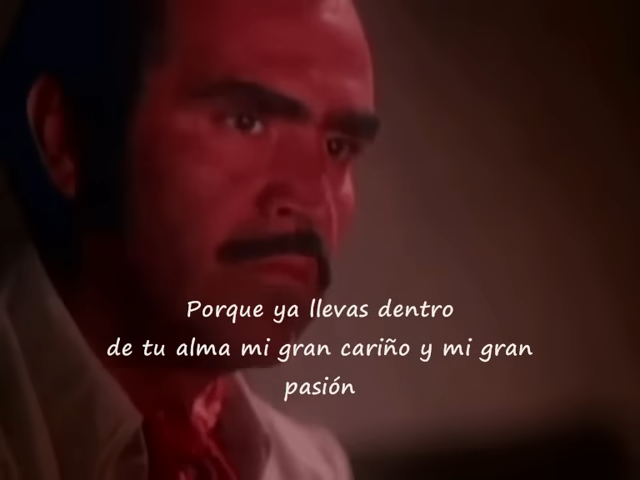 Porque ya llevas dentro
de tu alma mi gran cariño y mi gran
pasión